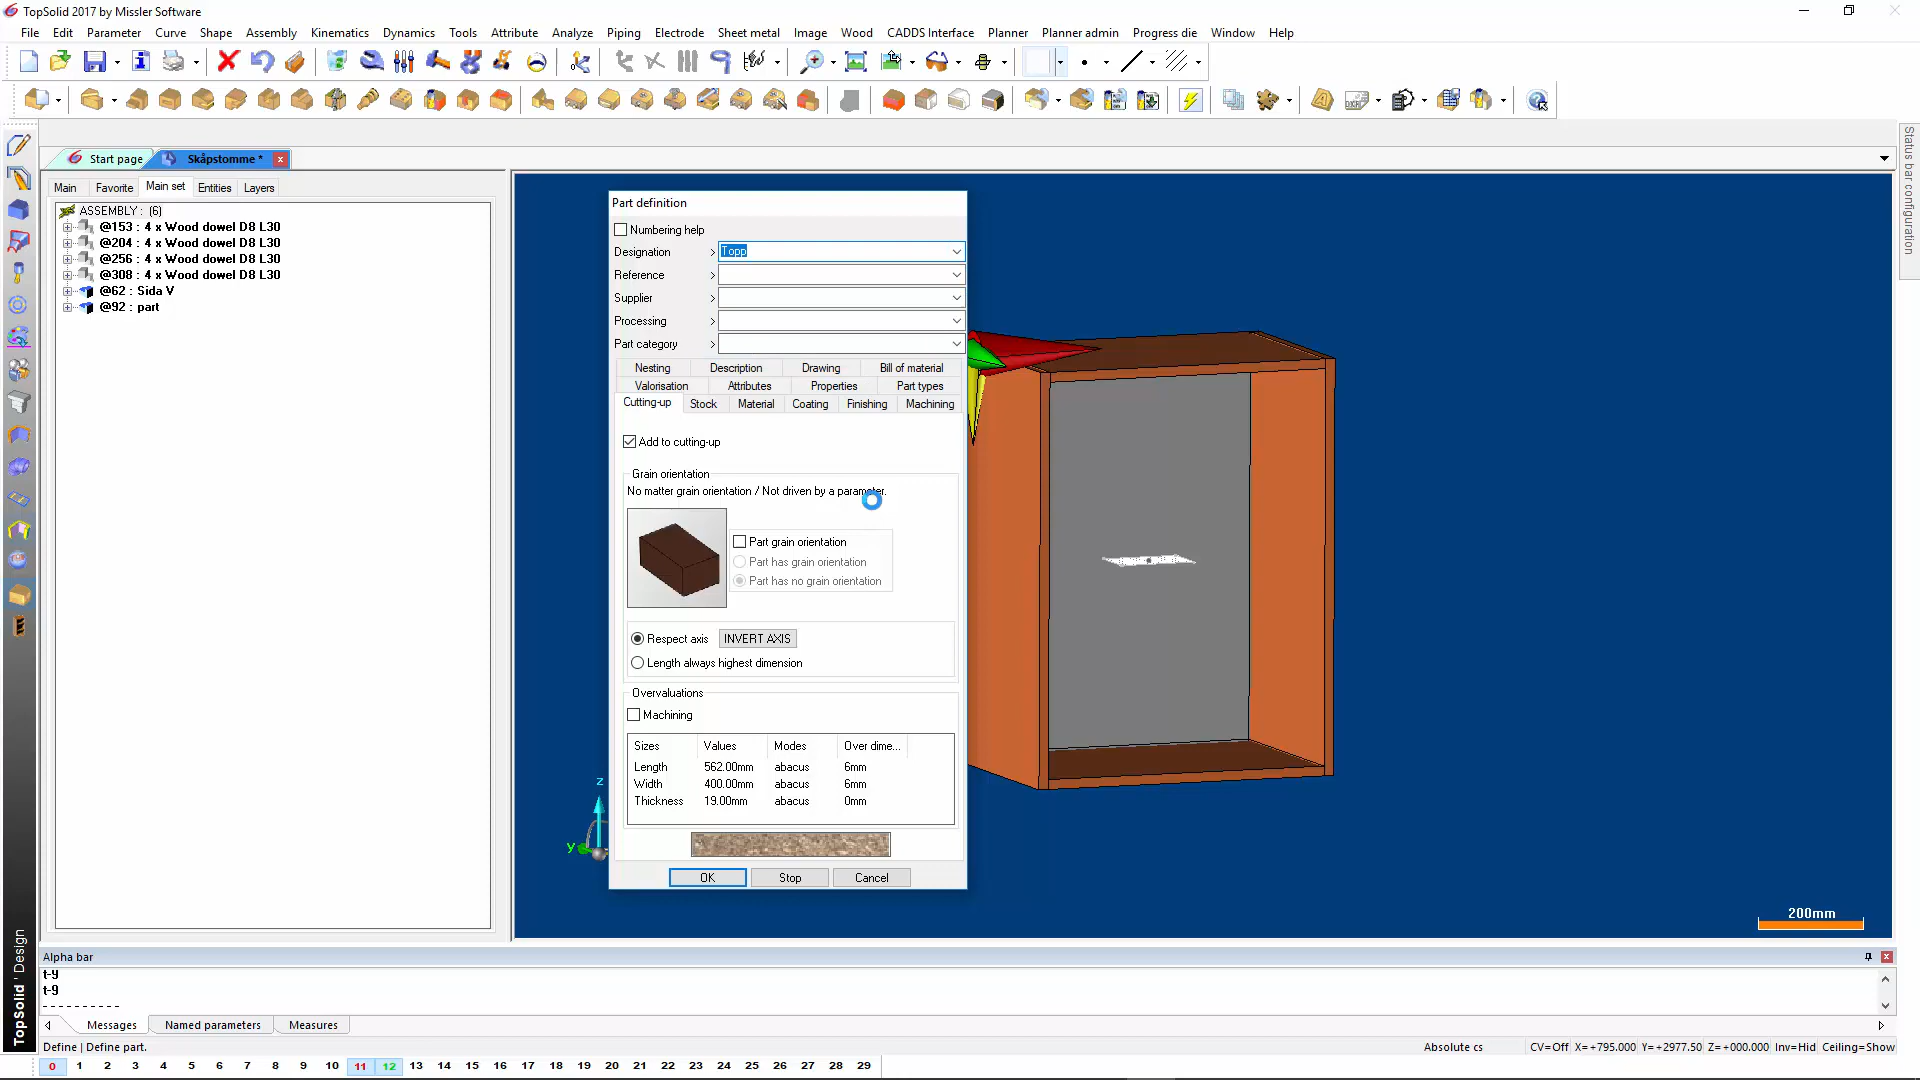 TopSolid 2017 by Missler Software
File Edit Parameter Curve Shape Assembly Kinematics Dynamics Tools Attribute Analyze Piping Electrode Sheet metal Image Wood CADDS Interface Planner Planner admin Progress die Window Help
Start page Skåpstomme *
Main Favorite Main set Entities Layers
ASSEMBLY : (6)
@153 : 4 x Wood dowel D8 L30
@204 : 4 x Wood dowel D8 L30
@256 : 4 x Wood dowel D8 L30
@308 : 4 x Wood dowel D8 L30
@62 : Sida V
@92 : part
Part definition
Numbering help
Designation > Topp
Reference >
Supplier >
Processing >
Part category >
Nesting Description Drawing Bill of material
Valorisation Attributes Properties Part types
Cutting-up Stock Material Coating Finishing Machining
Add to cutting-up
Grain orientation
No matter grain orientation / Not driven by a parameter.
Part grain orientation
Part has grain orientation
Part has no grain orientation
Respect axis INVERT AXIS
Length always highest dimension
Overvaluations
Machining
Sizes Values Modes Over dime...
Length 562.00mm abacus 6mm
Width 400.00mm abacus 6mm
Thickness 19.00mm abacus 0mm
OK Stop Cancel
z
y
200mm
Status bar configuration
TopSolid ' Design
Alpha bar
t-9
t-9
- - - - - - - - - - -
Messages Named parameters Measures
Define | Define part. Absolute cs CV=Off X=+795.000 Y=+2977.50 Z=+000.000 Inv=Hid Ceiling=Show
0 1 2 3 4 5 6 7 8 9 10 11 12 13 14 15 16 17 18 19 20 21 22 23 24 25 26 27 28 29